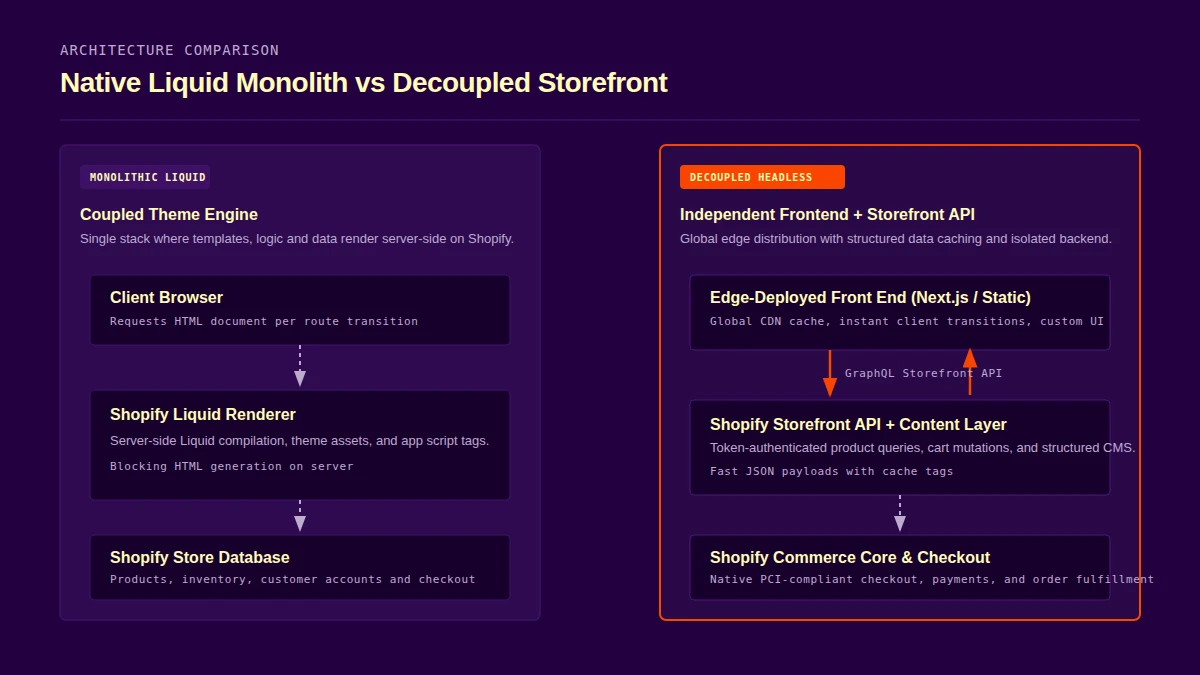 ARCHITECTURE COMPARISON
Native Liquid Monolith vs Decoupled Storefront
MONOLITHIC LIQUID
Coupled Theme Engine
Single stack where templates, logic and data render server-side on Shopify.
Client Browser
Requests HTML document per route transition
Shopify Liquid Renderer
Server-side Liquid compilation, theme assets, and app script tags.
Blocking HTML generation on server
Shopify Store Database
Products, inventory, customer accounts and checkout
DECOUPLED HEADLESS
Independent Frontend + Storefront API
Global edge distribution with structured data caching and isolated backend.
Edge-Deployed Front End (Next.js / Static)
Global CDN cache, instant client transitions, custom UI
GraphQL Storefront API
Shopify Storefront API + Content Layer
Token-authenticated product queries, cart mutations, and structured CMS.
Fast JSON payloads with cache tags
Shopify Commerce Core & Checkout
Native PCI-compliant checkout, payments, and order fulfillment